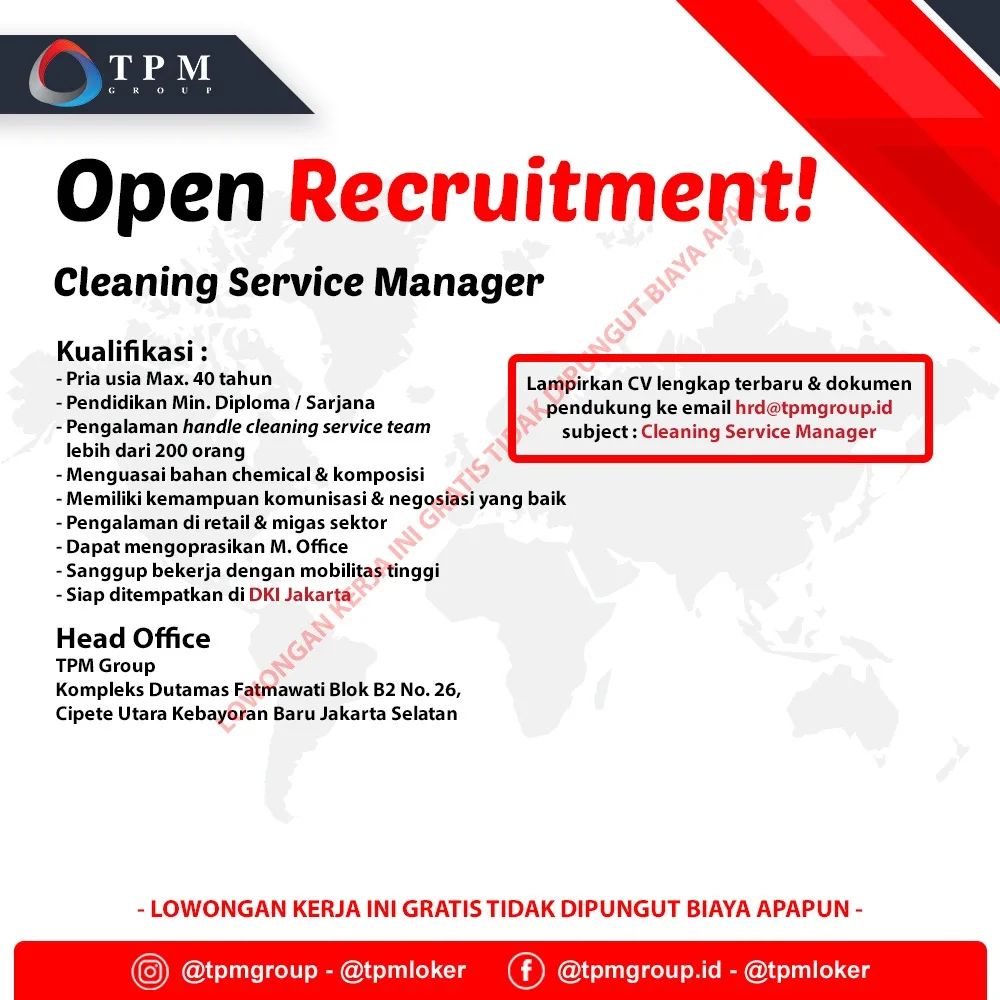 TPM
GROUP
Open Recruitment!
Cleaning Service Manager
Kualifikasi :
- Pria usia Max. 40 tahun
- Pendidikan Min. Diploma / Sarjana
- Pengalaman handle cleaning service team
lebih dari 200 orang
- Menguasai bahan chemical & komposisi
- Memiliki kemampuan komunisasi & negosiasi yang baik
- Pengalaman di retail & migas sektor
- Dapat mengoprasikan M. Office
- Sanggup bekerja dengan mobilitas tinggi
- Siap ditempatkan di DKI Jakarta
Lampirkan CV lengkap terbaru & dokumen
pendukung ke email hrd@tpmgroup.id
subject : Cleaning Service Manager
Head Office
TPM Group
Kompleks Dutamas Fatmawati Blok B2 No. 26,
Cipete Utara Kebayoran Baru Jakarta Selatan
LOWONGAN KERJA INI GRATIS TIDAK DIPUNGUT BIAYA APAPUN
- LOWONGAN KERJA INI GRATIS TIDAK DIPUNGUT BIAYA APAPUN -
@tpmgroup - @tpmloker
@tpmgroup.id - @tpmloker